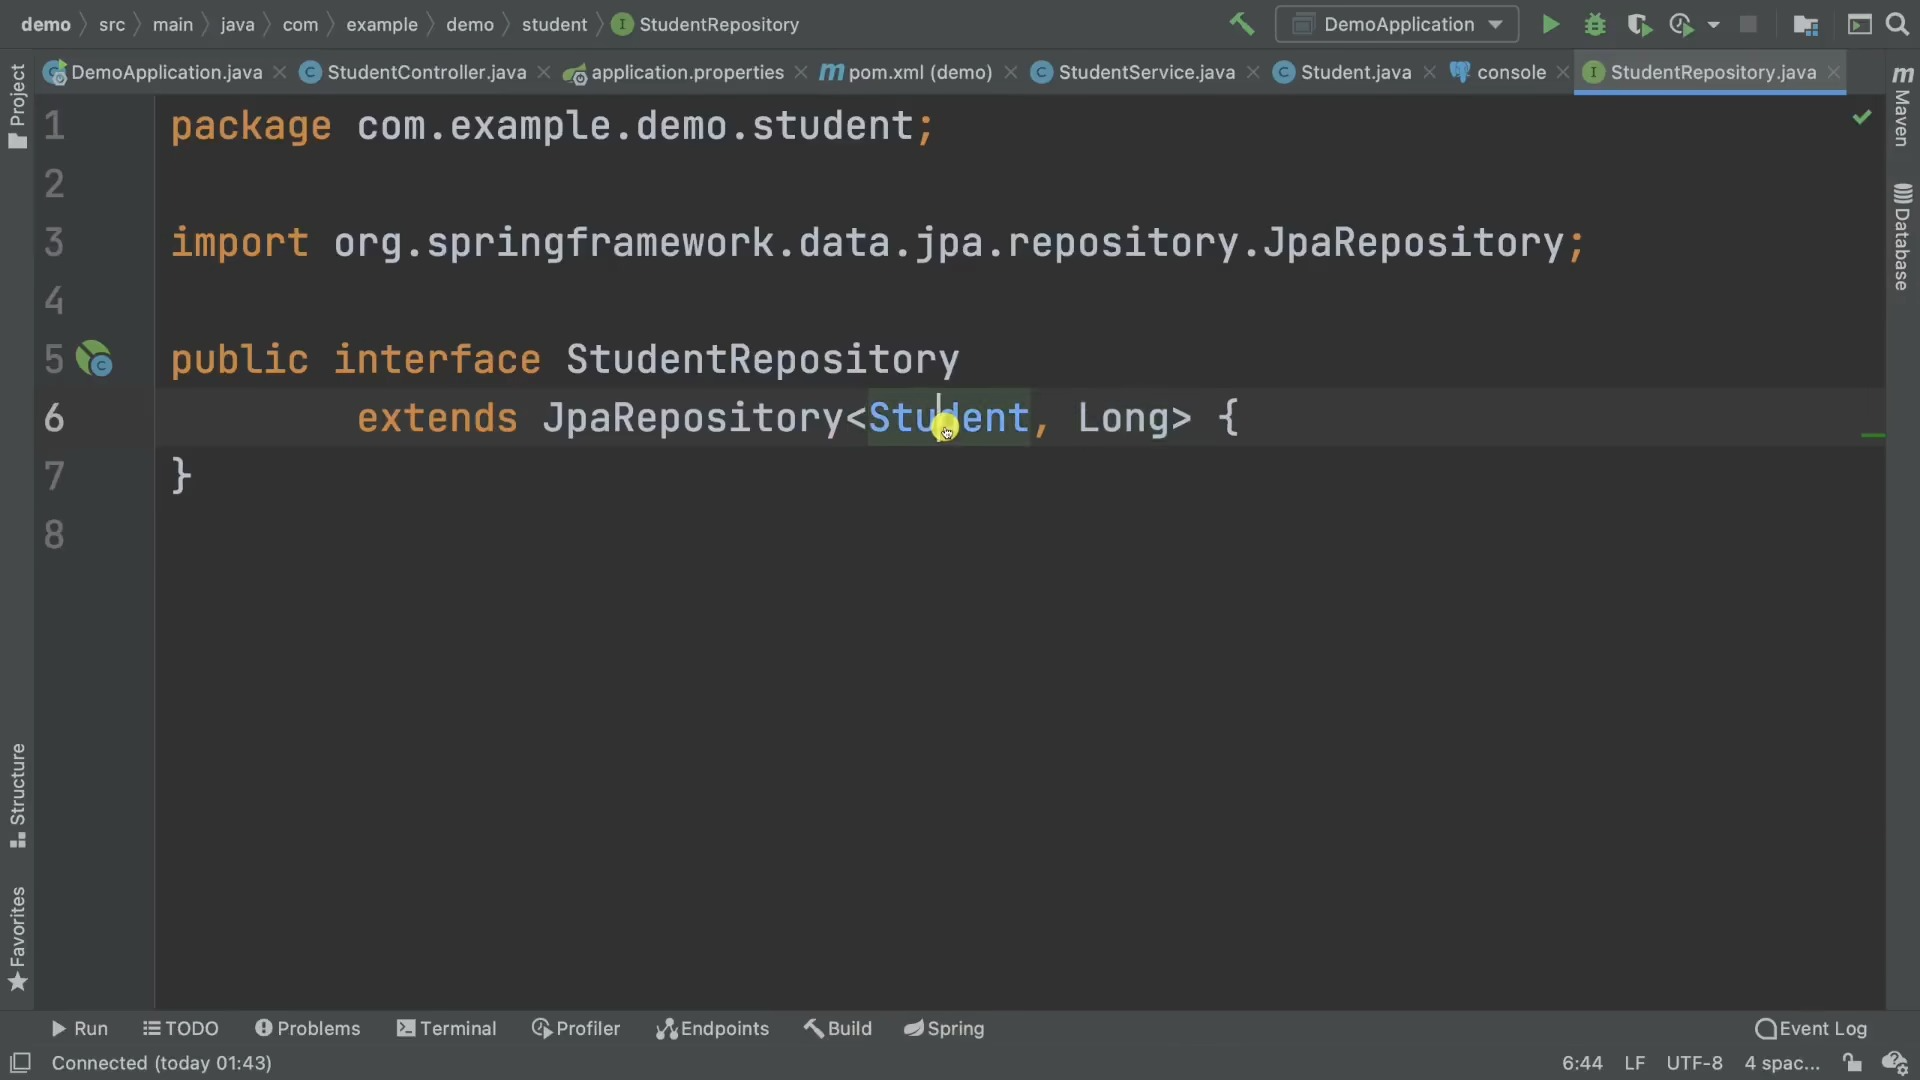 demo src main java com example demo student StudentRepository DemoApplication
DemoApplication.java StudentController.java application.properties pom.xml (demo) StudentService.java Student.java console StudentRepository.java
Project
Maven
Database
1 package com.example.demo.student;
2
3 import org.springframework.data.jpa.repository.JpaRepository;
4
5 public interface StudentRepository
6 extends JpaRepository<Student, Long> {
7 }
8
Structure
Favorites
Run TODO Problems Terminal Profiler Endpoints Build Spring Event Log
Connected (today 01:43) 6:44 LF UTF-8 4 spac...